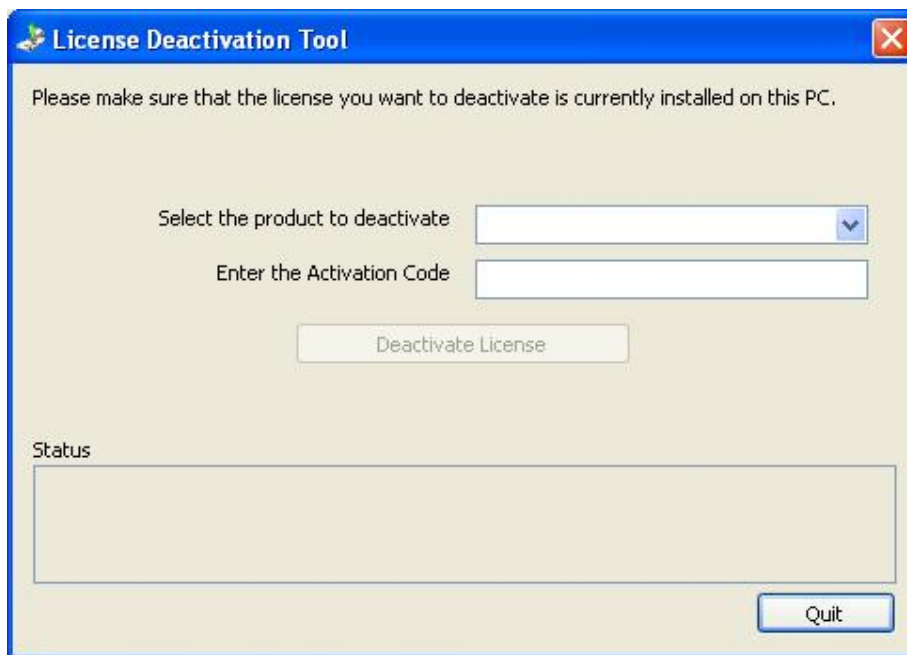 License Deactivation Tool
Please make sure that the license you want to deactivate is currently installed on this PC.
Select the product to deactivate
Enter the Activation Code
Deactivate License
Status
Quit